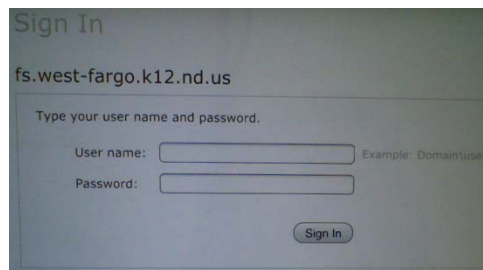 Sign In
fs.west-fargo.k12.nd.us
Type your user name and password.
User name:
Example: Domain\use
Password:
Sign In